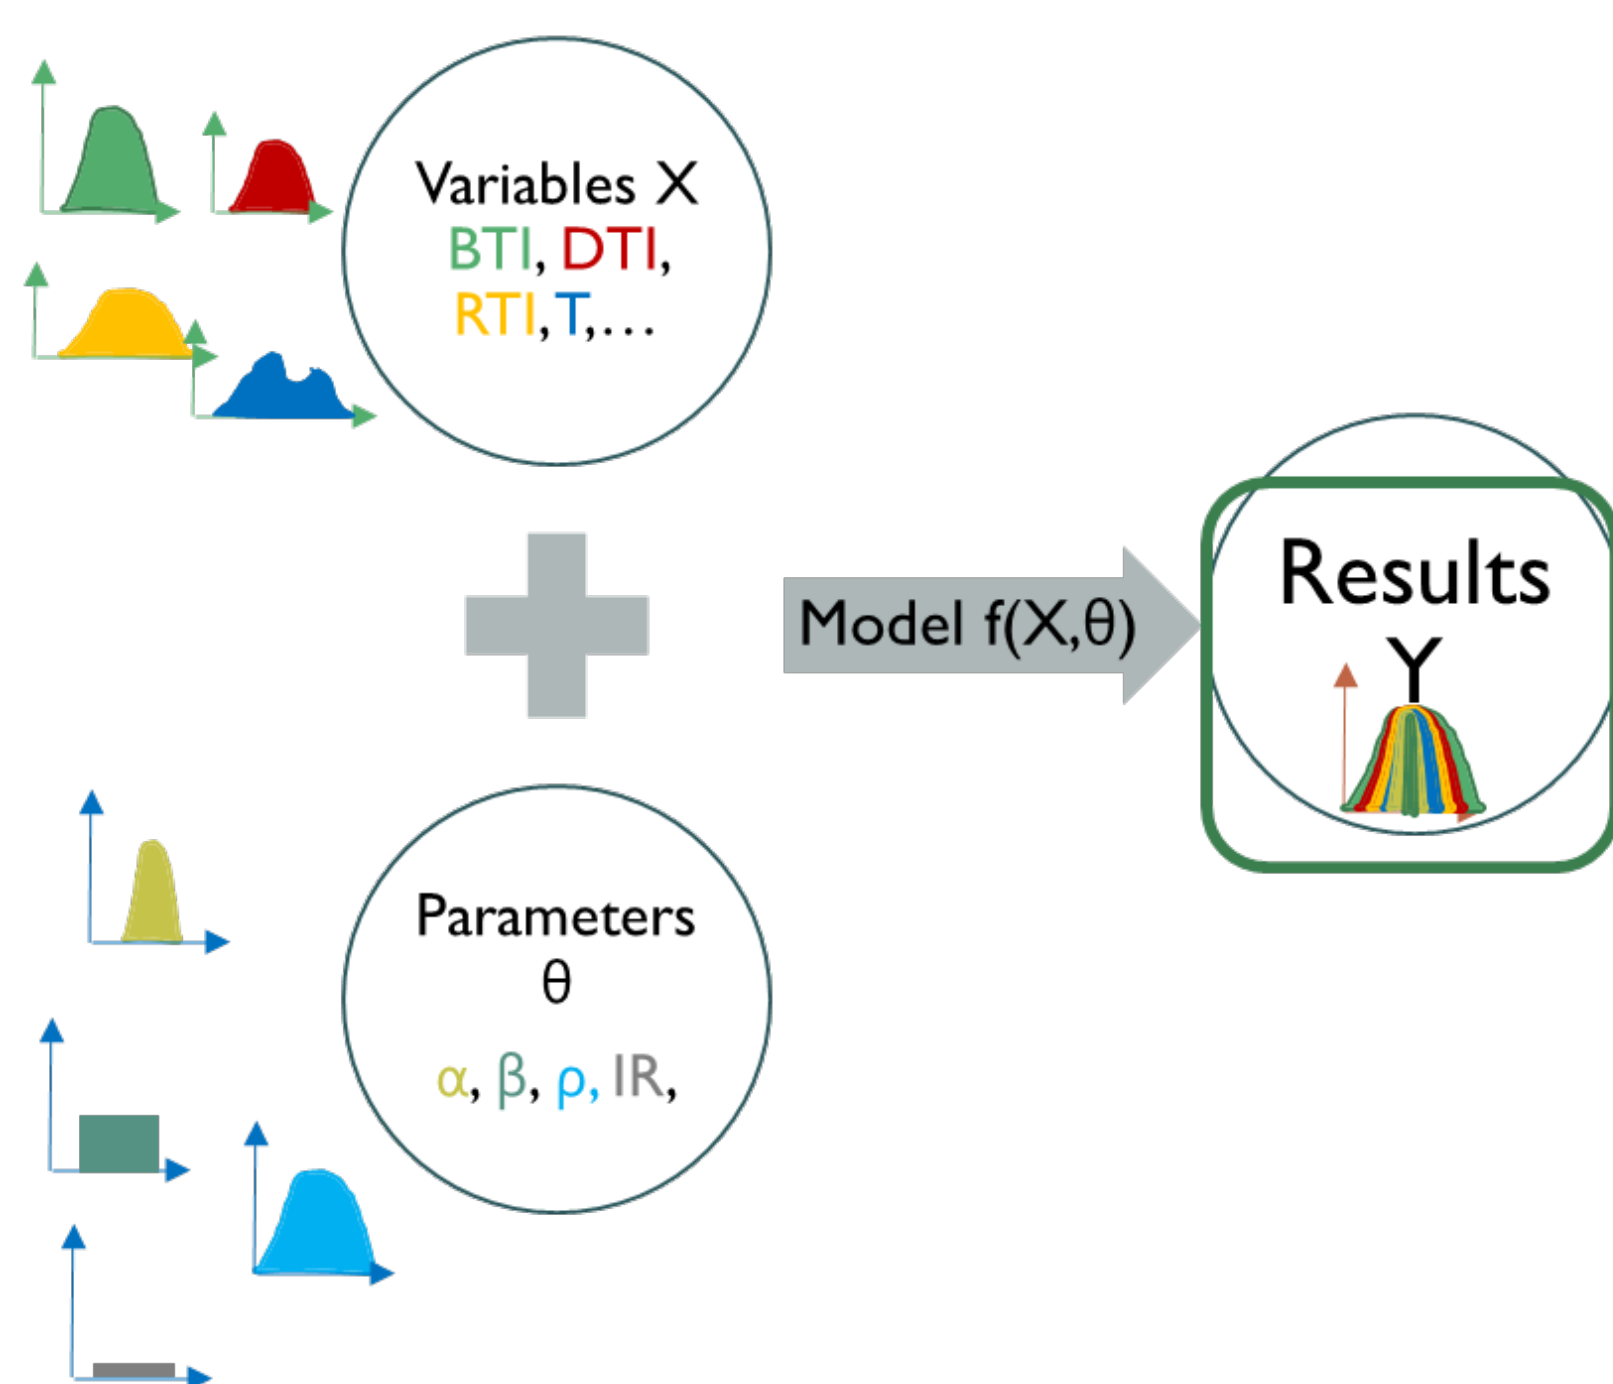 Variables X
BTI, DTI,
RTI, T,...
Model f(X,θ)
Results
Y
Parameters
θ
α, β, ρ, IR,